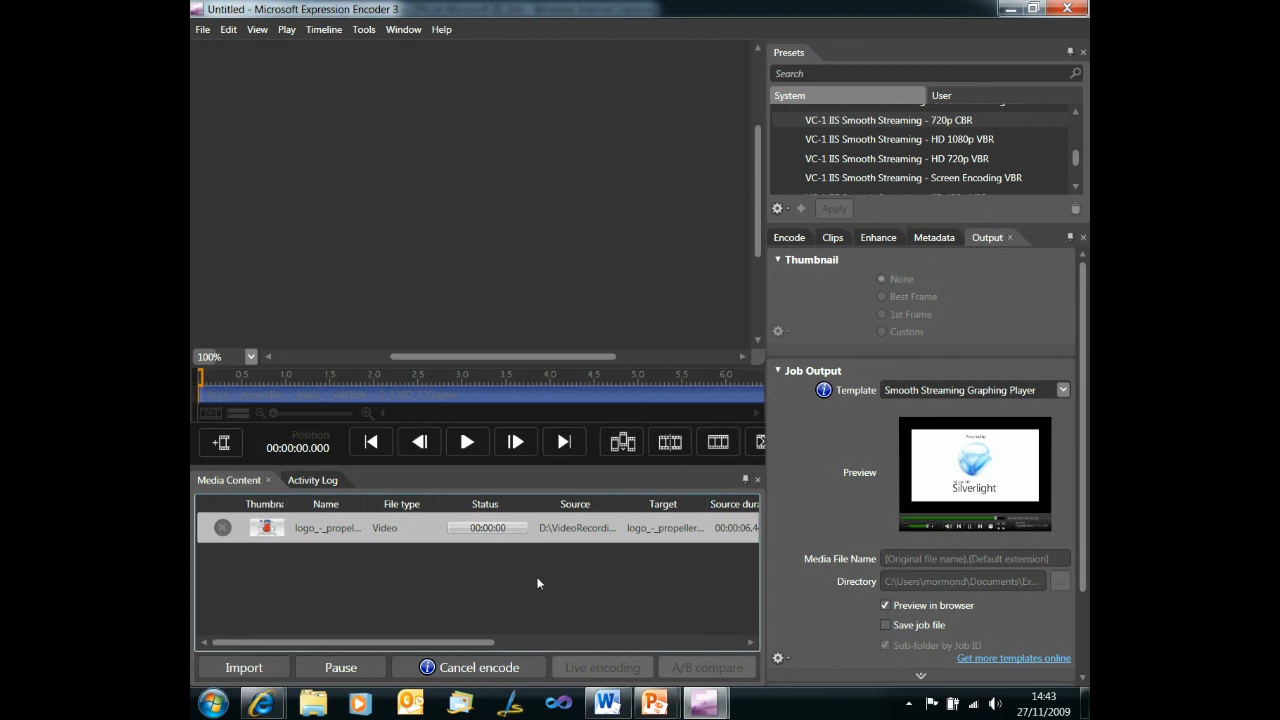 Untitled - Microsoft Expression Encoder 3
File Edit View Play Timeline Tools Window Help
Presets
Search
System User
VC-1 IIS Smooth Streaming - 720p CBR
VC-1 IIS Smooth Streaming - HD 1080p VBR
VC-1 IIS Smooth Streaming - HD 720p VBR
VC-1 IIS Smooth Streaming - Screen Encoding VBR
Apply
Encode Clips Enhance Metadata Output
Thumbnail
None
Best Frame
1st Frame
Custom
100%
0.5 1.0 1.5 2.0 2.5 3.0 3.5 4.0 4.5 5.0 5.5 6.0
Position
00:00:00.000
Job Output
Template Smooth Streaming Graphing Player
Preview
Powered by
Microsoft
Silverlight
Media Content Activity Log
Thumbna Name File type Status Source Target Source dura
logo_-_propel... Video 00:00:00 D:\VideoRecordi... logo_-_propeller... 00:00:06.4
Media File Name {Original file name}.{Default extension}
Directory C:\Users\mormond\Documents\Ex... ...
Preview in browser
Save job file
Sub-folder by Job ID
Get more templates online
Import Pause Cancel encode Live encoding A/B compare
14:43
27/11/2009